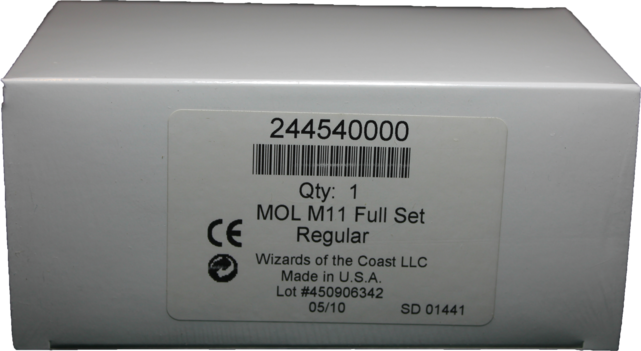 244540000
Qty: 1
MOL M11 Full Set
Regular
CE
Wizards of the Coast LLC
Made in U.S.A.
Lot #450906342
05/10 SD 01441